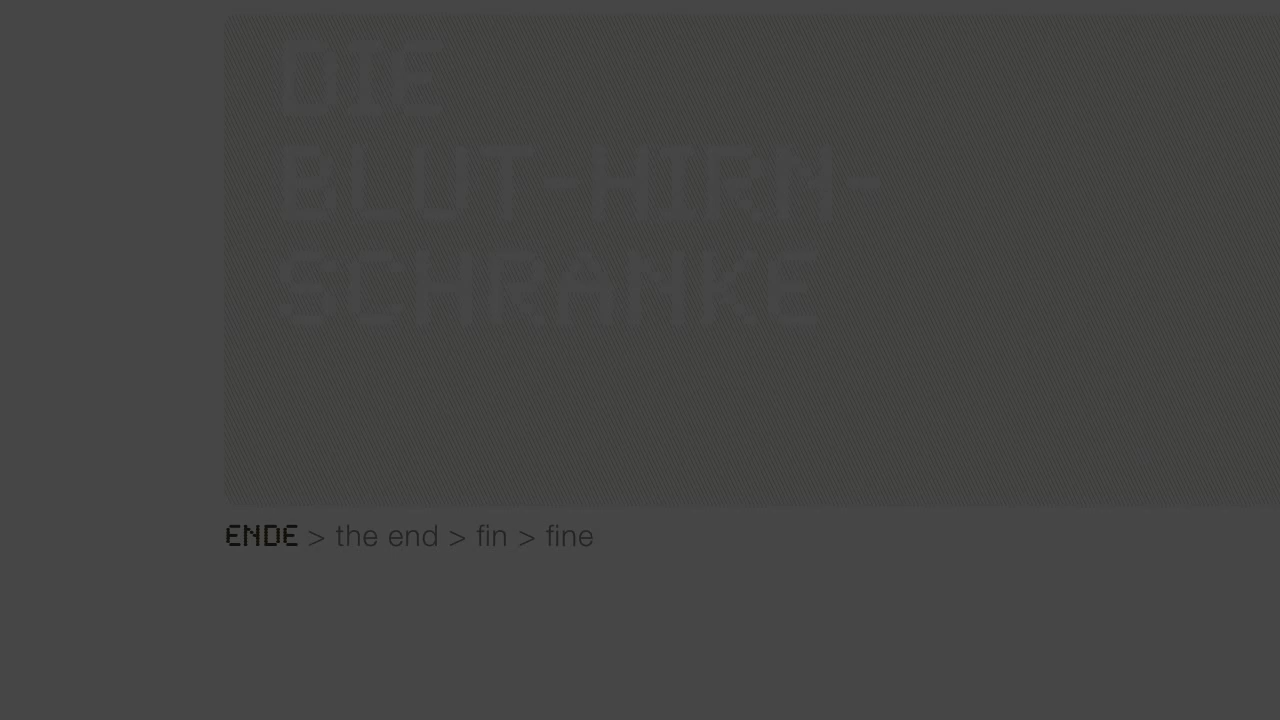 DIE
BLUT-HIRN-
SCHRANKE
ENDE > the end > fin > fine